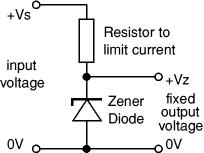 +Vs
Resistor to
limit current
input
voltage
+Vz
Zener
Diode
fixed
output
voltage
0V
0V